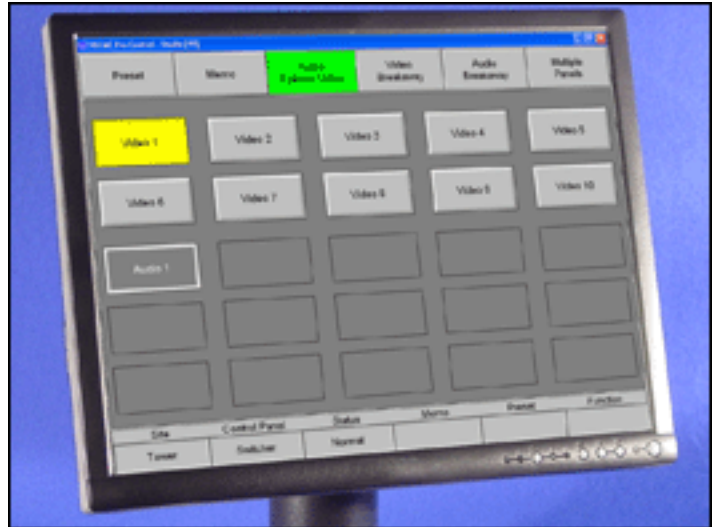 Preset
Memo
Audio
Video
Video
Breakaway
Audio
Breakaway
Multiple
Panels
Video 1
Video 2
Video 3
Video 4
Video 5
Video 6
Video 7
Video 8
Video 9
Video 10
Audio 1
Site
Control Panel
Status
Memo
Preset
Function
Tower
Switcher
Normal